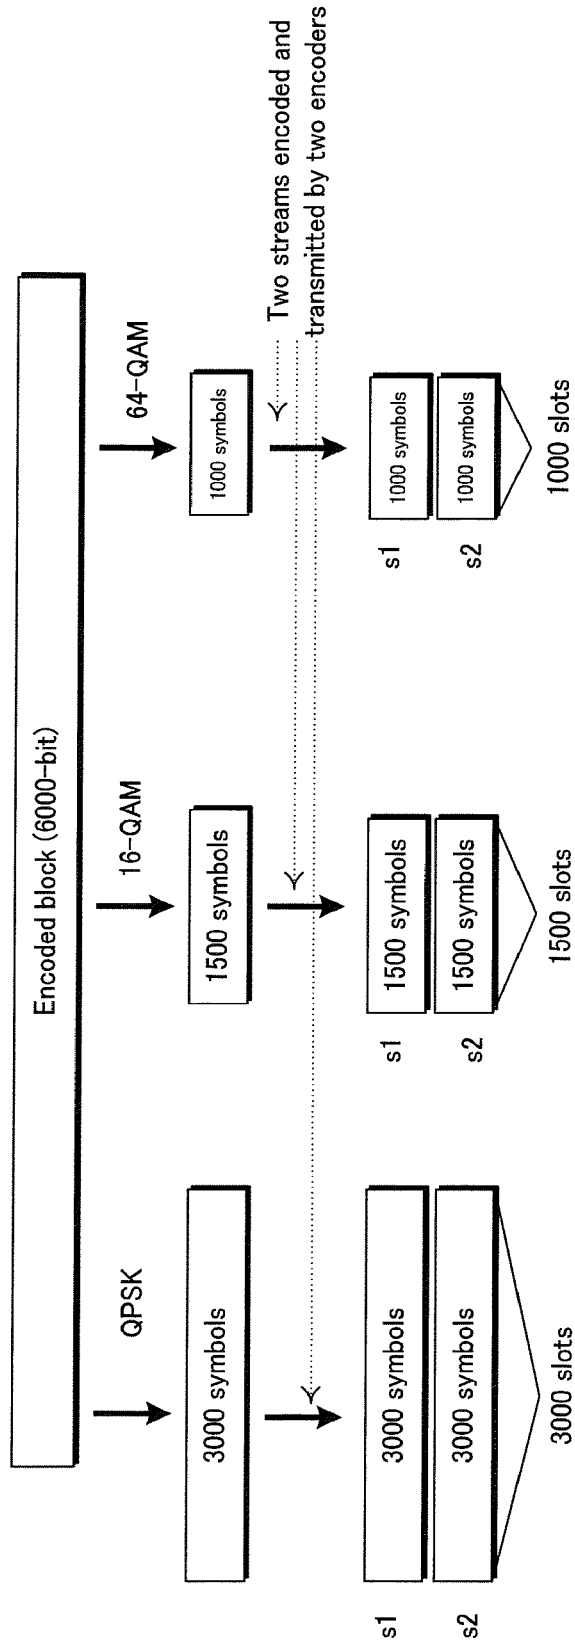 Encoded block (6000-bit)
QPSK
16-QAM
64-QAM
3000 symbols
1500 symbols
1000 symbols
Two streams encoded and
transmitted by two encoders
s1
3000 symbols
s1
1500 symbols
s1
1000 symbols
s2
3000 symbols
s2
1500 symbols
s2
1000 symbols
3000 slots
1500 slots
1000 slots